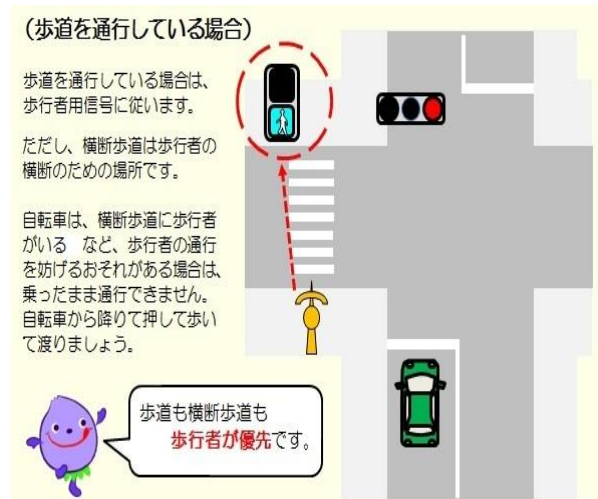 （歩道を通行している場合）
歩道を通行している場合は、
歩行者用信号に従います。
ただし、横断歩道は歩行者の
横断のための場所です。
自転車は、横断歩道に歩行者
がいる　など、歩行者の通行
を妨げるおそれがある場合は、
乗ったまま通行できません。
自転車から降りて押して歩い
て渡りましょう。
歩道も横断歩道も
歩行者が優先です。